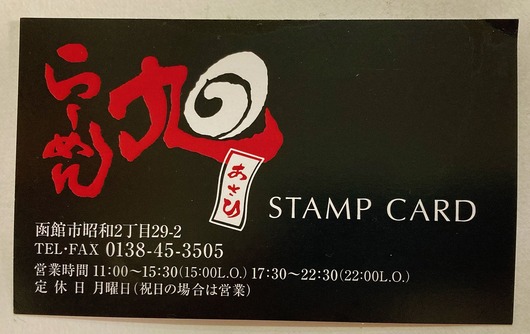 らーめん
旭
あさひ
STAMP CARD
函館市昭和2丁目29-2
TEL・FAX 0138-45-3505
営業時間 11:00〜15:30(15:00L.O.) 17:30〜22:30(22:00L.O.)
定休日 月曜日(祝日の場合は営業)